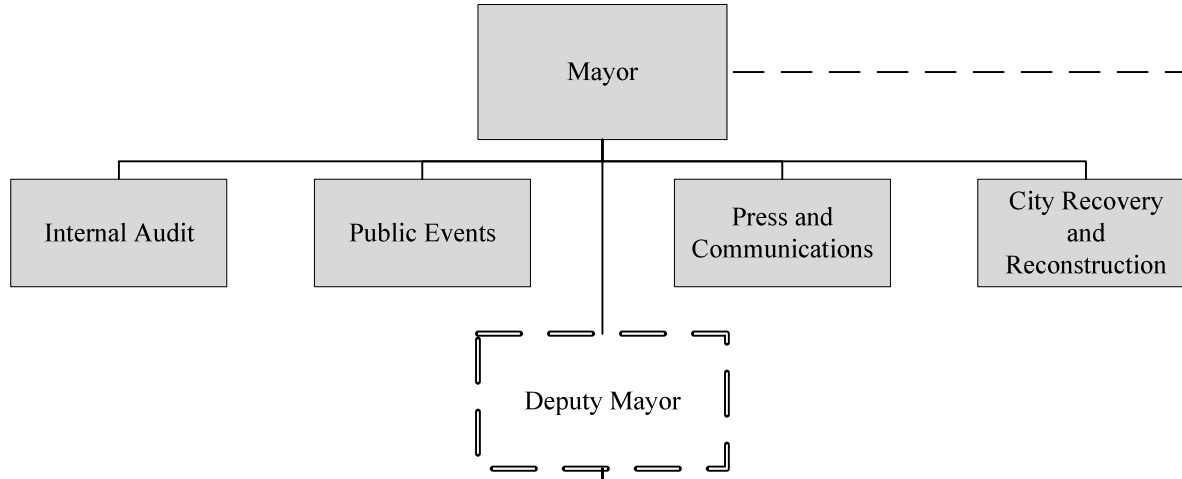 Mayor
Internal Audit
Public Events
Press and
Communications
City Recovery
and
Reconstruction
Deputy Mayor